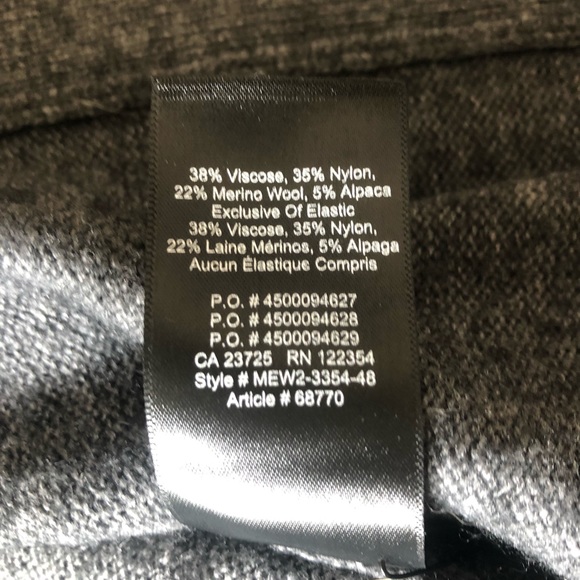 38% Viscose, 35% Nylon,
22% Merino Wool, 5% Alpaca
Exclusive Of Elastic
38% Viscose, 35% Nylon,
22% Laine Mérinos, 5% Alpaga
Aucun Élastique Compris
P.O. # 4500094627
P.O. # 4500094628
P.O. # 4500094629
CA 23725 RN 122354
Style # MEW2-3354-48
Article # 68770